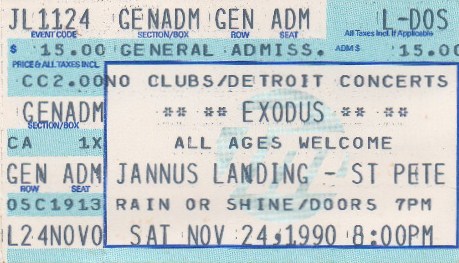 JL1124 GENADM GEN ADM L-DOS
EVENT CODE SECTION/BOX ROW SEAT All Taxes Incl. If Applicable
$ 15.00 GENERAL ADMISS. ADM$ 15.00
PRICE & ALL TAXES INCL.
CC2.00 NO CLUBS/DETROIT CONCERTS
GENADM ** ** EXODUS ** **
SECTION/BOX
CA 1X ALL AGES WELCOME
GEN ADM JANNUS LANDING - ST PETE
ROW SEAT
05C1913 RAIN OR SHINE/DOORS 7PM
L24NOV0 SAT NOV 24,1990 8:00PM